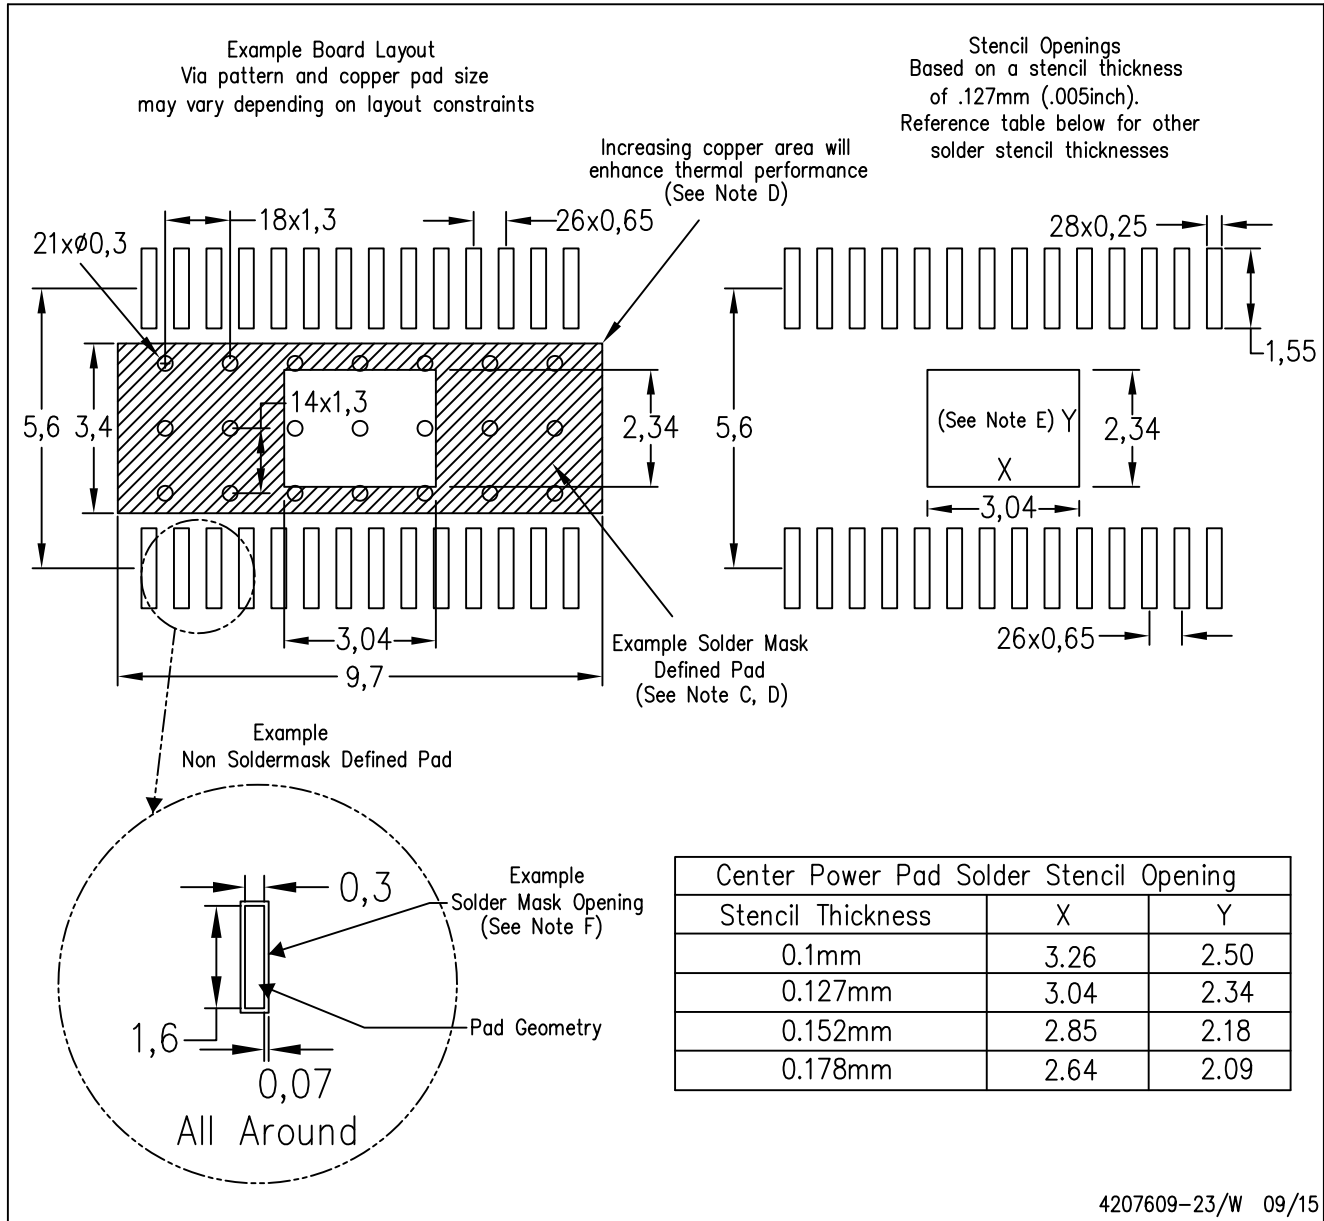 Example Board Layout
Via pattern and copper pad size
may vary depending on layout constraints
Stencil Openings
Based on a stencil thickness
of .127mm (.005inch).
Reference table below for other
solder stencil thicknesses
Increasing copper area will
enhance thermal performance
(See Note D)
18x1,3
26x0,65
21xø0,3
28x0,25
1,55
5,6
3,4
14x1,3
2,34
5,6
(See Note E) Y
X
2,34
3,04
3,04
9,7
26x0,65
Example Solder Mask
Defined Pad
(See Note C, D)
Example
Non Soldermask Defined Pad
0,3
Example
Solder Mask Opening
(See Note F)
Pad Geometry
1,6
0,07
All Around
Center Power Pad Solder Stencil Opening
Stencil Thickness X Y
0.1mm 3.26 2.50
0.127mm 3.04 2.34
0.152mm 2.85 2.18
0.178mm 2.64 2.09
4207609-23/W 09/15